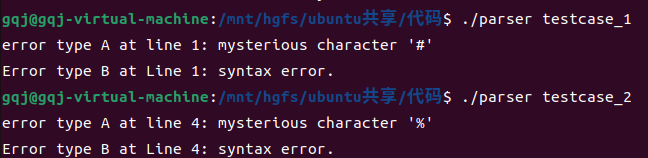 gqj@gqj-virtual-machine:/mnt/hgfs/ubuntu共享/代码$ ./parser testcase_1
error type A at line 1: mysterious character '#'
Error type B at Line 1: syntax error.
gqj@gqj-virtual-machine:/mnt/hgfs/ubuntu共享/代码$ ./parser testcase_2
error type A at line 4: mysterious character '%'
Error type B at Line 4: syntax error.